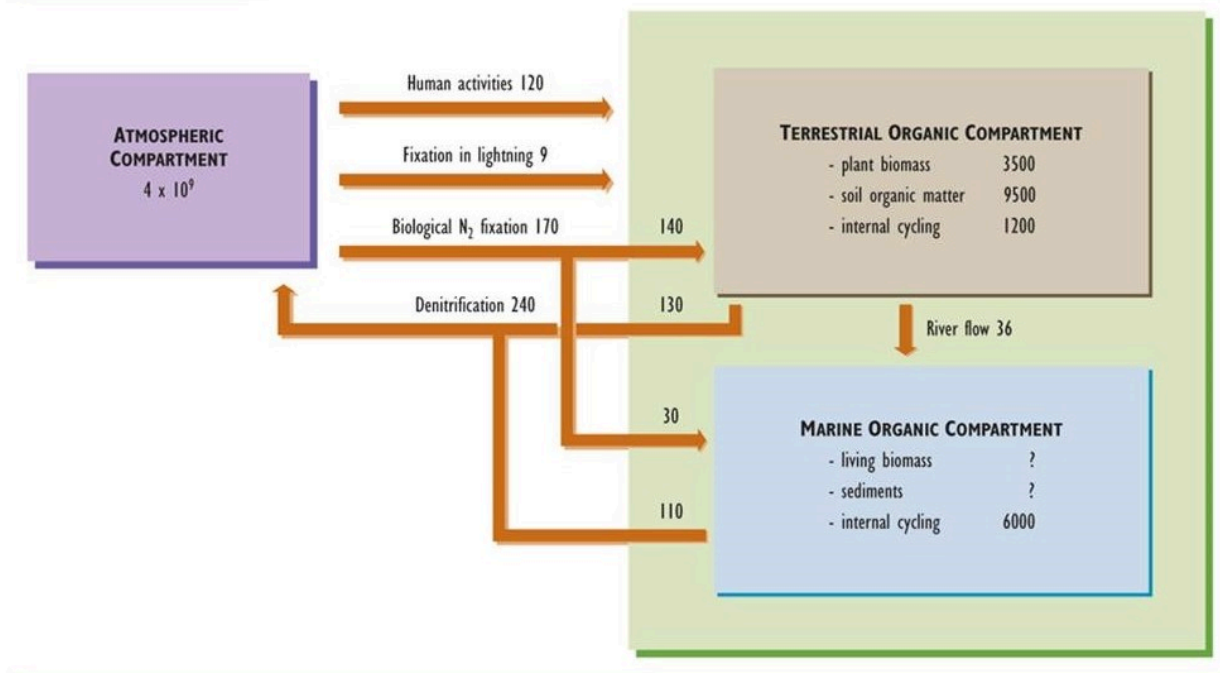 ATMOSPHERIC
COMPARTMENT
4 x 10⁹
Human activities 120
Fixation in lightning 9
Biological N₂ fixation 170
140
Denitrification 240
130
TERRESTRIAL ORGANIC COMPARTMENT
- plant biomass 3500
- soil organic matter 9500
- internal cycling 1200
River flow 36
30
110
MARINE ORGANIC COMPARTMENT
- living biomass ?
- sediments ?
- internal cycling 6000